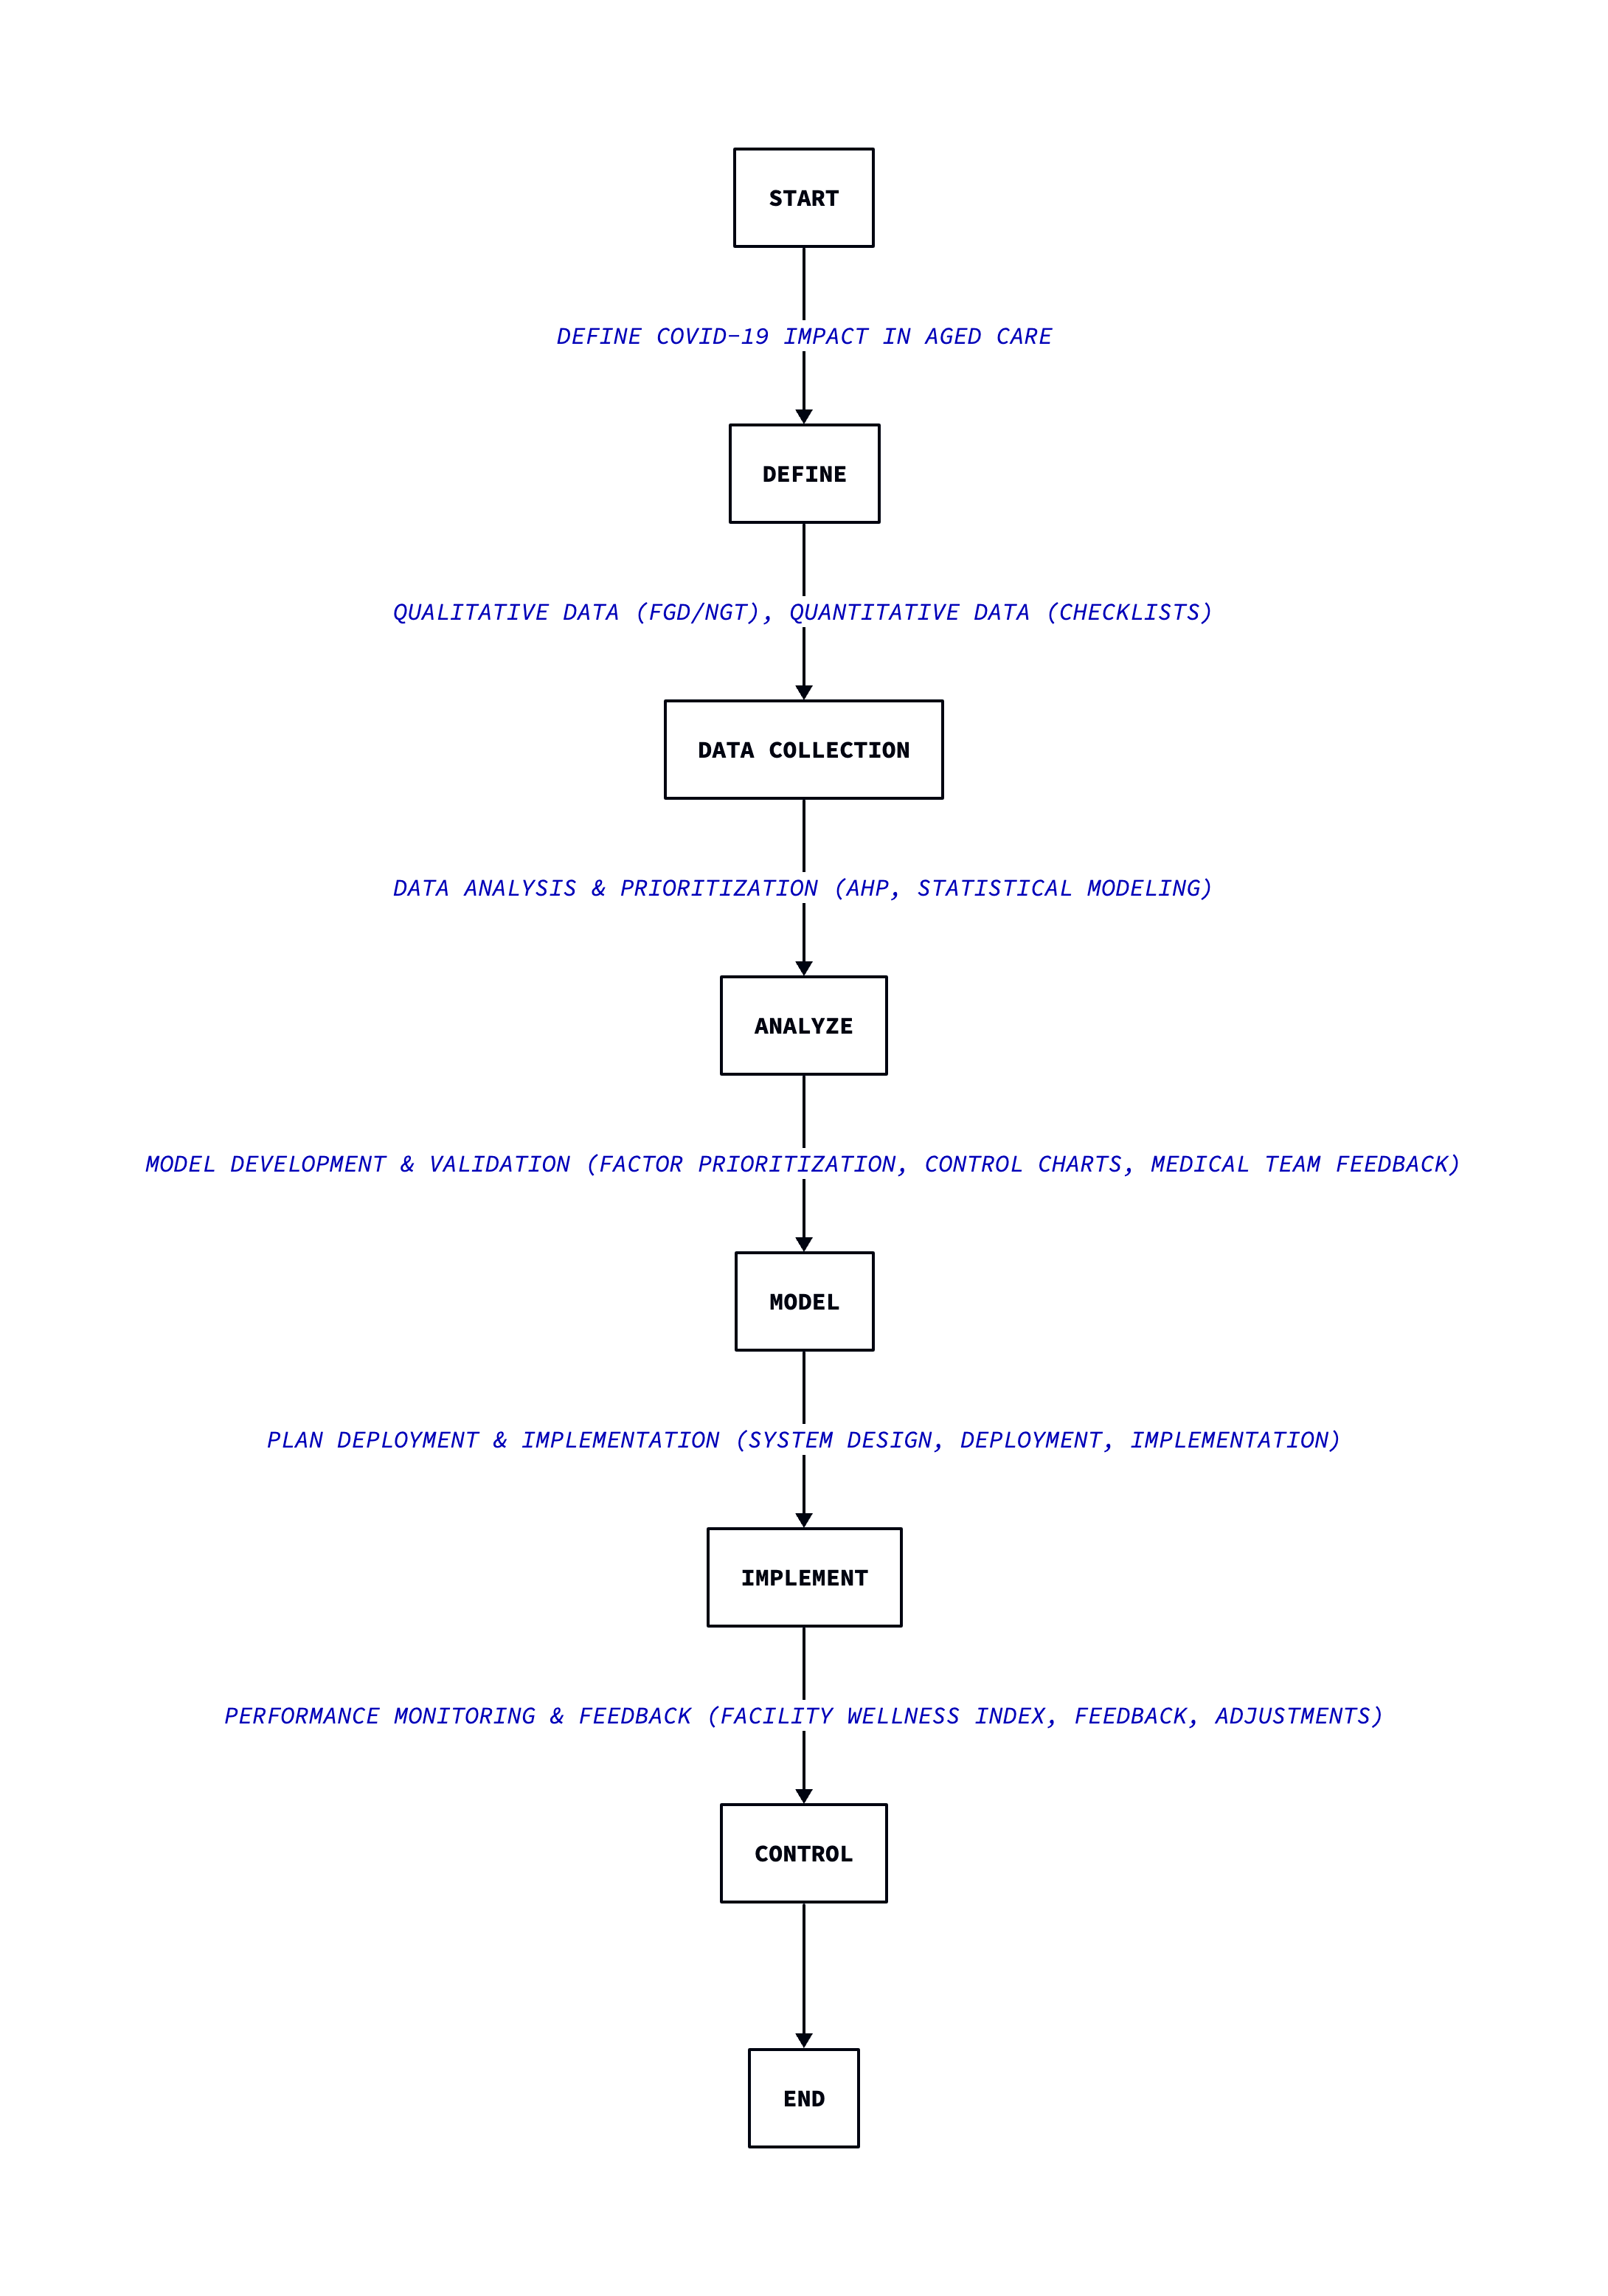 START
DEFINE COVID-19 IMPACT IN AGED CARE
DEFINE
QUALITATIVE DATA (FGD/NGT), QUANTITATIVE DATA (CHECKLISTS)
DATA COLLECTION
DATA ANALYSIS & PRIORITIZATION (AHP, STATISTICAL MODELING)
ANALYZE
MODEL DEVELOPMENT & VALIDATION (FACTOR PRIORITIZATION, CONTROL CHARTS, MEDICAL TEAM FEEDBACK)
MODEL
PLAN DEPLOYMENT & IMPLEMENTATION (SYSTEM DESIGN, DEPLOYMENT, IMPLEMENTATION)
IMPLEMENT
PERFORMANCE MONITORING & FEEDBACK (FACILITY WELLNESS INDEX, FEEDBACK, ADJUSTMENTS)
CONTROL
END